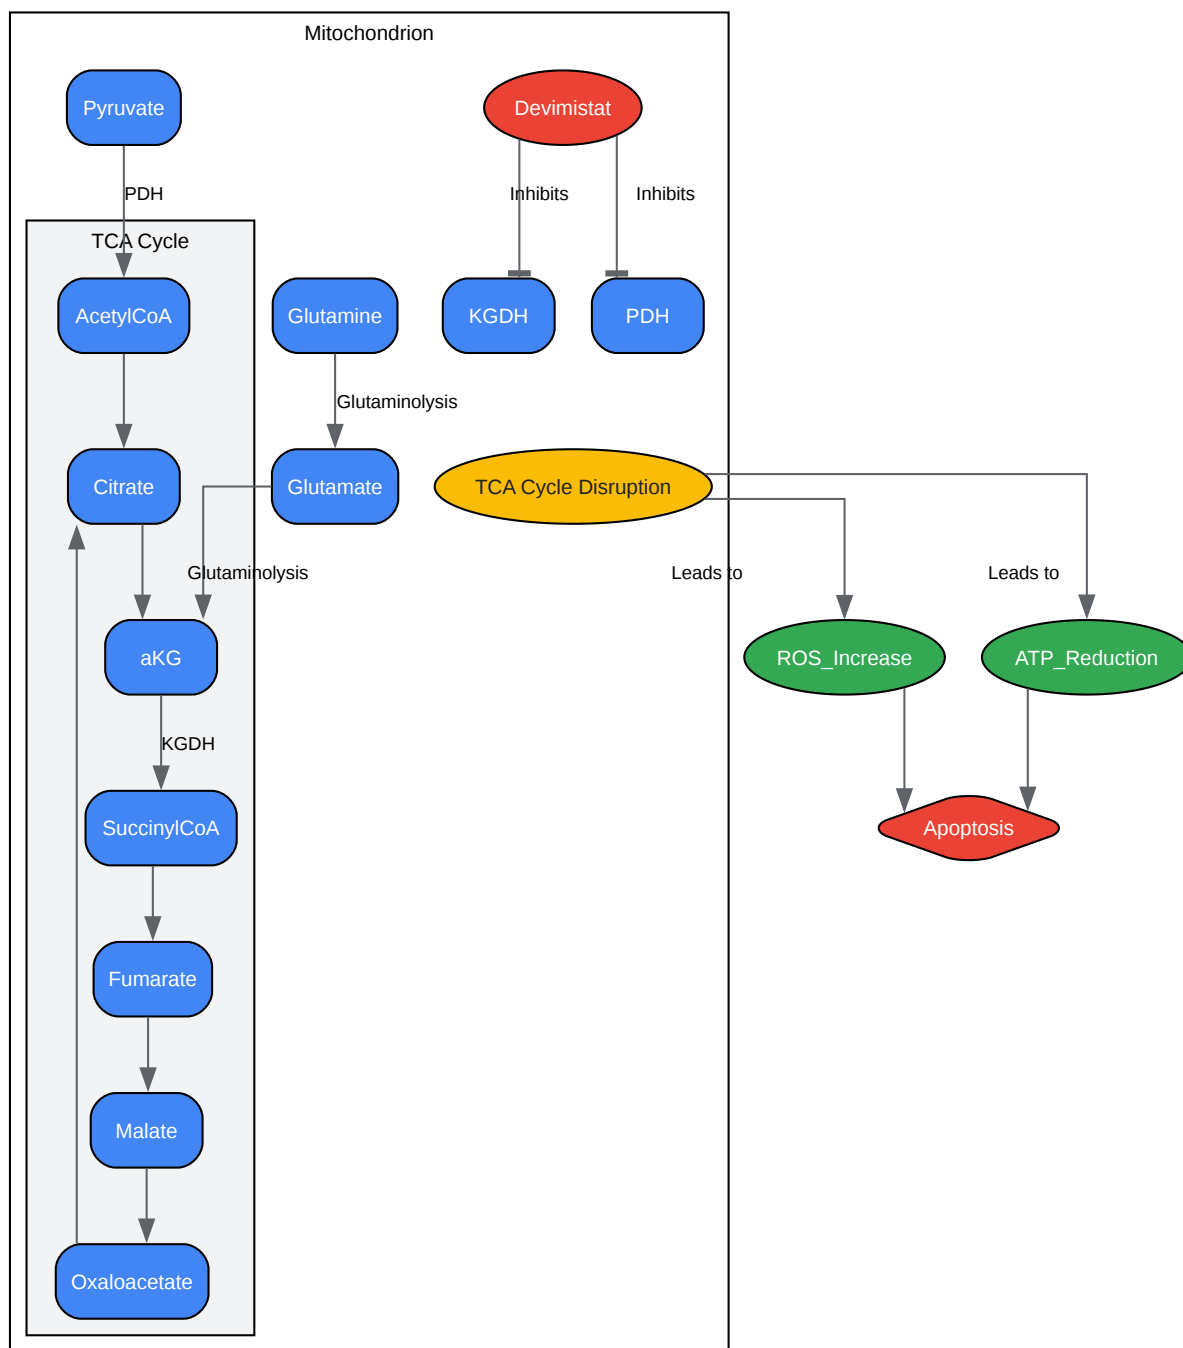 Mitochondrion
Pyruvate
Devimistat
PDH
Inhibits
Inhibits
TCA Cycle
AcetylCoA
Glutamine
KGDH
PDH
Glutaminolysis
Citrate
Glutamate
TCA Cycle Disruption
Glutaminolysis
Leads to
Leads to
aKG
ROS_Increase
ATP_Reduction
KGDH
SuccinylCoA
Apoptosis
Fumarate
Malate
Oxaloacetate